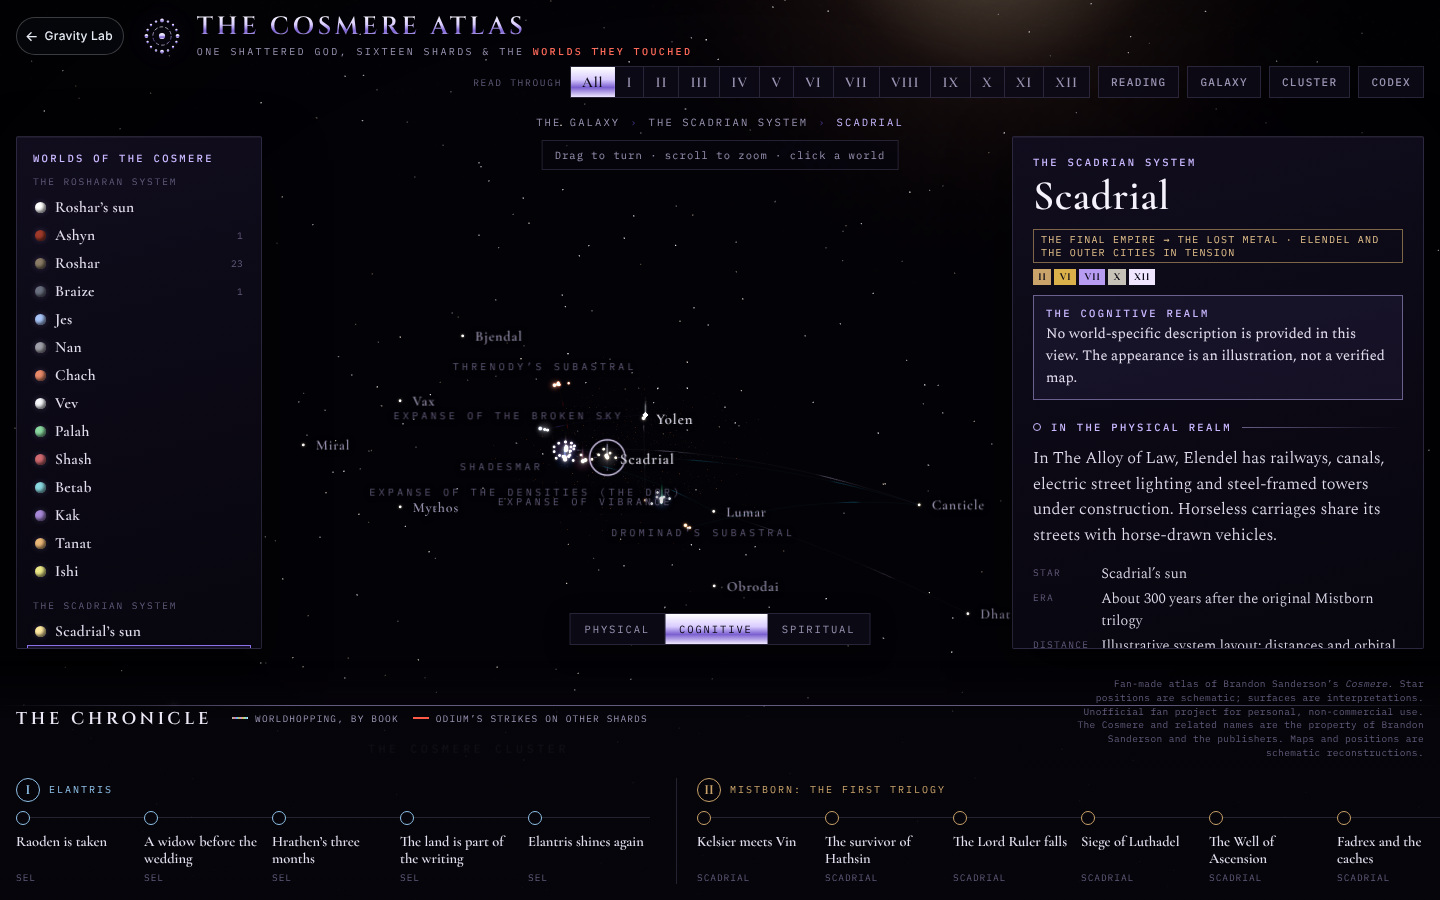 ← Gravity Lab
THE COSMERE ATLAS
ONE SHATTERED GOD, SIXTEEN SHARDS & THE WORLDS THEY TOUCHED
READ THROUGH All I II III IV V VI VII VIII IX X XI XII READING GALAXY CLUSTER CODEX
THE GALAXY › THE SCADRIAN SYSTEM › SCADRIAL
Drag to turn · scroll to zoom · click a world
WORLDS OF THE COSMERE
THE ROSHARAN SYSTEM
Roshar’s sun
Ashyn 1
Roshar 23
Braize 1
Jes
Nan
Chach
Vev
Palah
Shash
Betab
Kak
Tanat
Ishi
THE SCADRIAN SYSTEM
Scadrial’s sun
Bjendal
THRENODY’S SUBASTRAL
Vax
EXPANSE OF THE BROKEN SKY
Yolen
Miral
Scadrial
SHADESMAR
EXPANSE OF THE DENSITIES (THE DOR)
EXPANSE OF VIBRANCE
Mythos
Lumar
Canticle
DROMINAD’S SUBASTRAL
Obrodai
Dhat
PHYSICAL COGNITIVE SPIRITUAL
THE SCADRIAN SYSTEM
Scadrial
THE FINAL EMPIRE → THE LOST METAL · ELENDEL AND
THE OUTER CITIES IN TENSION
II VI VII X XII
THE COGNITIVE REALM
No world-specific description is provided in this
view. The appearance is an illustration, not a verified
map.
IN THE PHYSICAL REALM
In The Alloy of Law, Elendel has railways, canals,
electric street lighting and steel-framed towers
under construction. Horseless carriages share its
streets with horse-drawn vehicles.
STAR Scadrial’s sun
ERA About 300 years after the original Mistborn
trilogy
DISTANCE Illustrative system layout; distances and orbital
Fan-made atlas of Brandon Sanderson’s Cosmere. Star
positions are schematic; surfaces are interpretations.
Unofficial fan project for personal, non-commercial use.
The Cosmere and related names are the property of Brandon
Sanderson and the publishers. Maps and positions are
schematic reconstructions.
THE CHRONICLE WORLDHOPPING, BY BOOK ODIUM’S STRIKES ON OTHER SHARDS
THE COSMERE CLUSTER
I ELANTRIS
Raoden is taken
SEL
A widow before the
wedding
SEL
Hrathen’s three
months
SEL
The land is part of
the writing
SEL
Elantris shines again
SEL
II MISTBORN: THE FIRST TRILOGY
Kelsier meets Vin
SCADRIAL
The survivor of
Hathsin
SCADRIAL
The Lord Ruler falls
SCADRIAL
Siege of Luthadel
SCADRIAL
The Well of
Ascension
SCADRIAL
Fadrex and the
caches
SCADRIAL